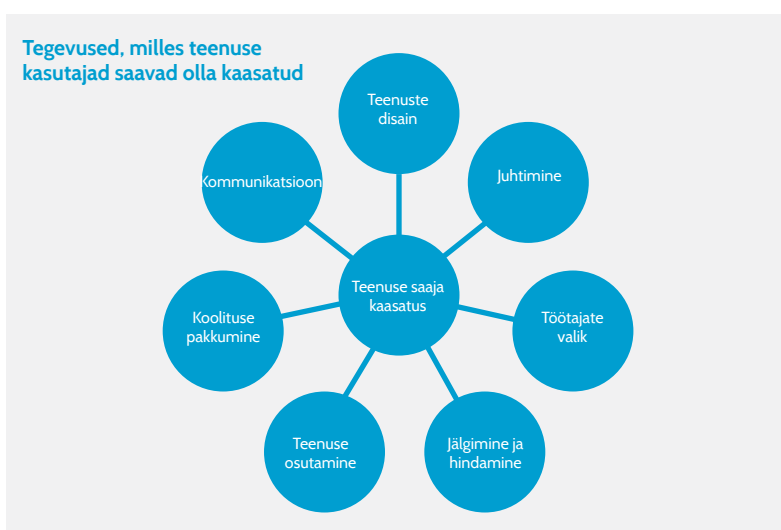 Tegevused, milles teenuse
kasutajad saavad olla kaasatud
Teenuste
disain
Kommunikatsioon
Juhtimine
Teenuse saaja
kaasatus
Koolituse
pakkumine
Töötajate
valik
Teenuse
osutamine
Jälgimine ja
hindamine